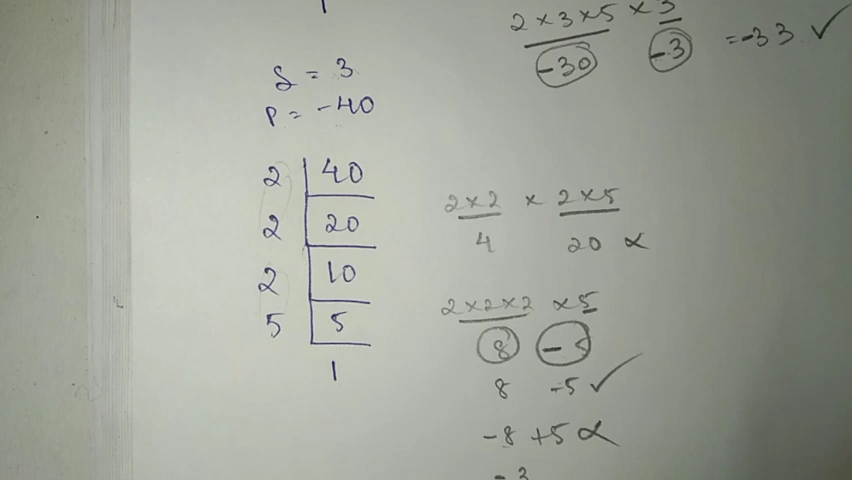 2 × 3 × 5 × 3
-30 -3 = -33 ✓
S = 3
P = -40
2 | 40
2 | 20
2 | 10
5 | 5
1
2×2 × 2×5
4 20 ×
2×2×2 ×5
8 -5
8 -5 ✓
-8 +5 ×
-3